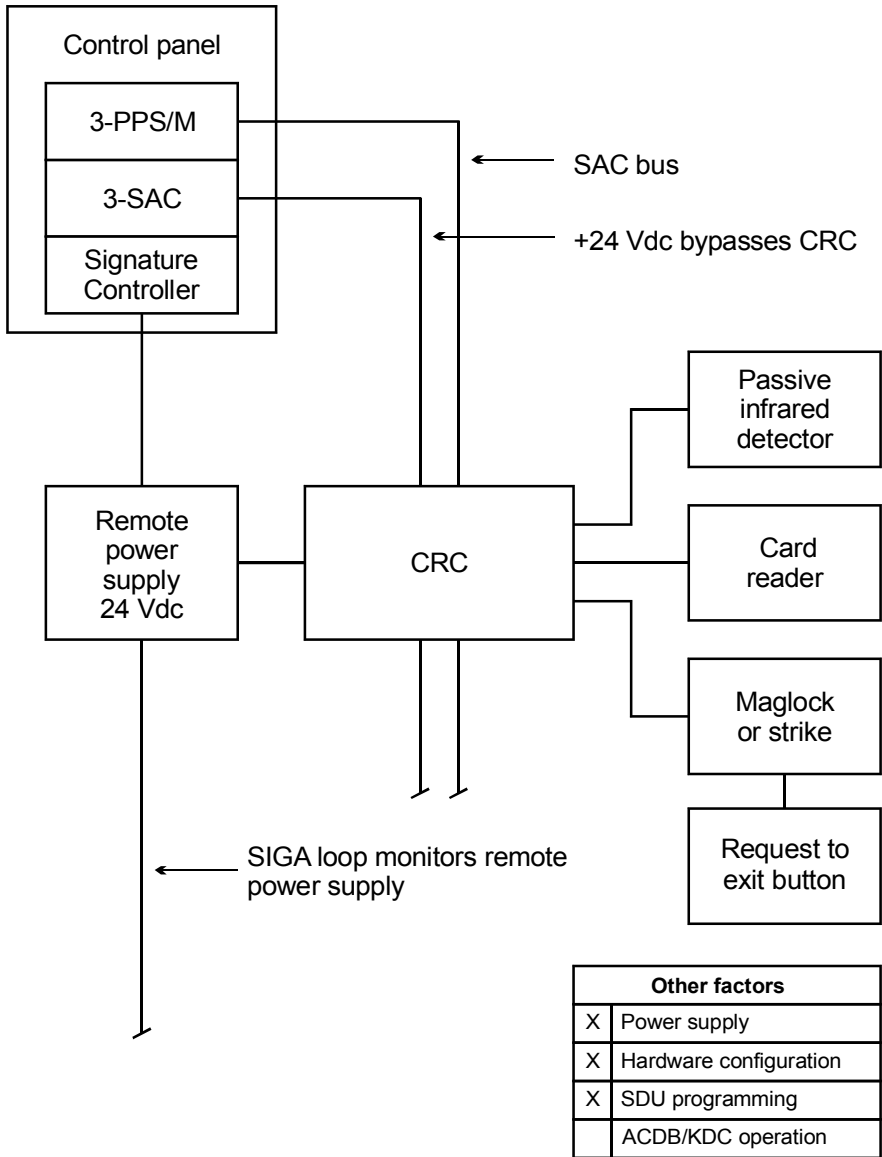 Control panel
3-PPS/M
3-SAC
Signature
Controller
SAC bus
+24 Vdc bypasses CRC
Passive
infrared
detector
Remote
power
supply
24 Vdc
CRC
Card
reader
Maglock
or strike
SIGA loop monitors remote
power supply
Request to
exit button
Other factors
X Power supply
X Hardware configuration
X SDU programming
ACDB/KDC operation